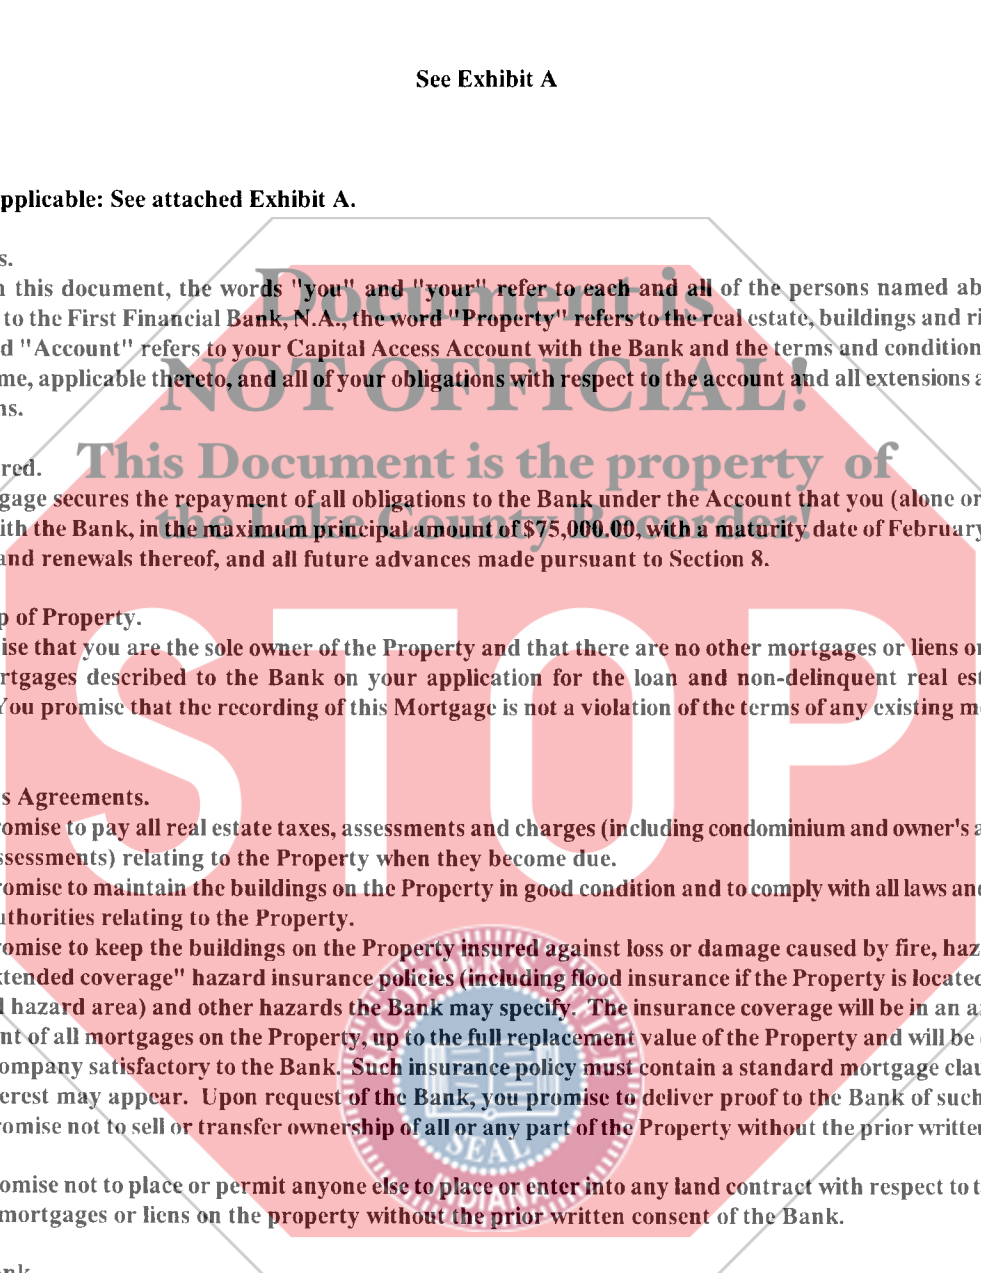 See Exhibit A
pplicable: See attached Exhibit A.
s.
n this document, the words "you" and "your" refer to each and all of the persons named ab
to the First Financial Bank, N.A., the word "Property" refers to the real estate, buildings and ri
d "Account" refers to your Capital Access Account with the Bank and the terms and condition
me, applicable thereto, and all of your obligations with respect to the account and all extensions a
ns.
red.
gage secures the repayment of all obligations to the Bank under the Account that you (alone or
ith the Bank, in the maximum principal amount of $75,000.00, with a maturity date of February
and renewals thereof, and all future advances made pursuant to Section 8.
p of Property.
ise that you are the sole owner of the Property and that there are no other mortgages or liens on
rtgages described to the Bank on your application for the loan and non-delinquent real est
You promise that the recording of this Mortgage is not a violation of the terms of any existing m
s Agreements.
romise to pay all real estate taxes, assessments and charges (including condominium and owner's a
ssessments) relating to the Property when they become due.
romise to maintain the buildings on the Property in good condition and to comply with all laws and
uthorities relating to the Property.
romise to keep the buildings on the Property insured against loss or damage caused by fire, haz
xtended coverage" hazard insurance policies (including flood insurance if the Property is located
l hazard area) and other hazards the Bank may specify. The insurance coverage will be in an a
nt of all mortgages on the Property, up to the full replacement value of the Property and will be
ompany satisfactory to the Bank. Such insurance policy must contain a standard mortgage clau
erest may appear. Upon request of the Bank, you promise to deliver proof to the Bank of such
romise not to sell or transfer ownership of all or any part of the Property without the prior written
omise not to place or permit anyone else to place or enter into any land contract with respect to t
mortgages or liens on the property without the prior written consent of the Bank.
ank
Document is
NOT OFFICIAL!
This Document is the property of
the Lake County Recorder!
STOP
RECORDER'S OFFICE
SEAL
INDIANA